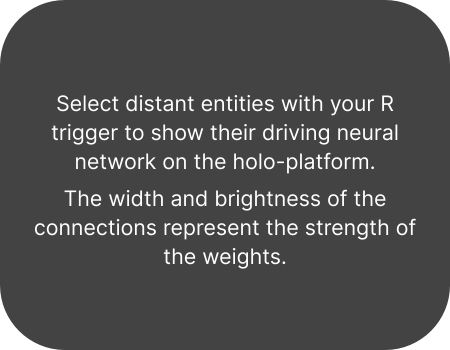 Select distant entities with your R
trigger to show their driving neural
network on the holo-platform.
The width and brightness of the
connections represent the strength of
the weights.